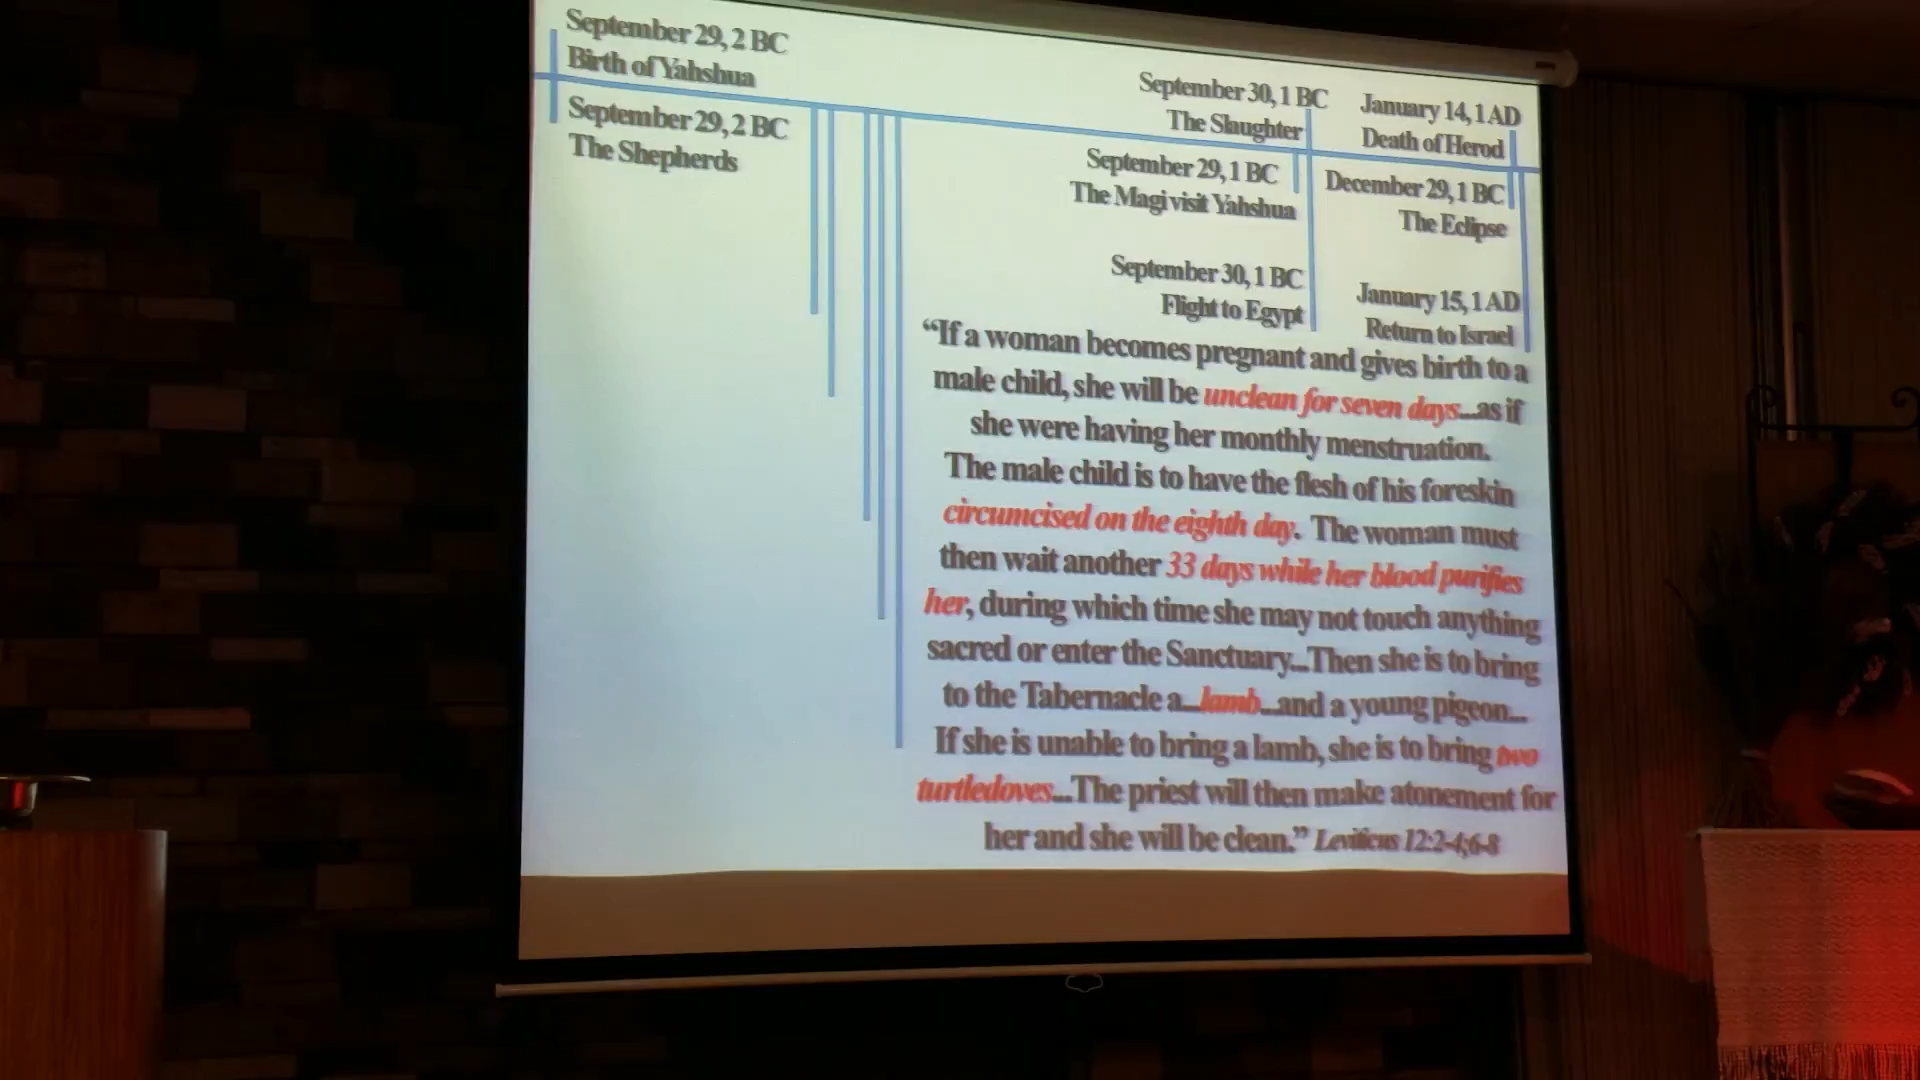 September 29, 2 BC
Birth of Yahshua
September 29, 2 BC
The Shepherds
September 30, 1 BC
The Slaughter
January 14, 1 AD
Death of Herod
September 29, 1 BC
The Magi visit Yahshua
December 29, 1 BC
The Eclipse
September 30, 1 BC
Flight to Egypt
January 15, 1 AD
Return to Israel
“If a woman becomes pregnant and gives birth to a
male child, she will be unclean for seven days...as if
she were having her monthly menstruation.
The male child is to have the flesh of his foreskin
circumcised on the eighth day. The woman must
then wait another 33 days while her blood purifies
her, during which time she may not touch anything
sacred or enter the Sanctuary...Then she is to bring
to the Tabernacle a...lamb...and a young pigeon...
If she is unable to bring a lamb, she is to bring two
turtledoves...The priest will then make atonement for
her and she will be clean.” Leviticus 12:2-4;6-8